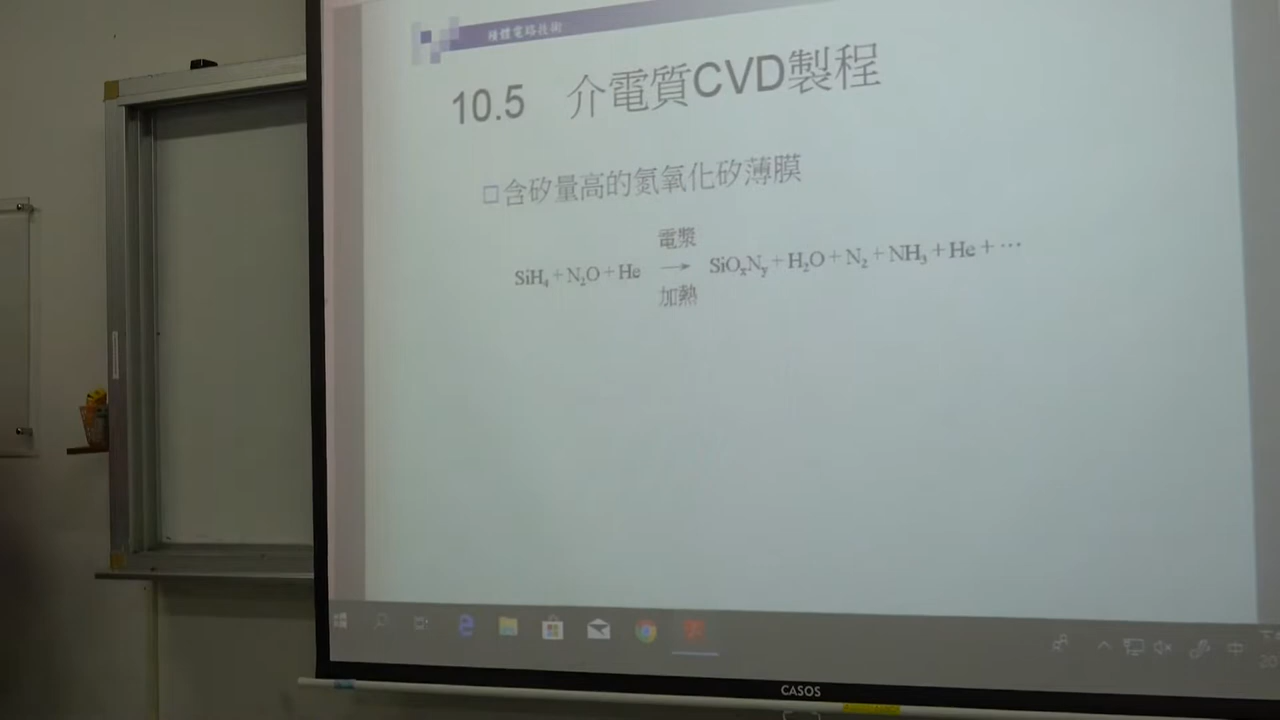 積體電路技術
10.5 介電質CVD製程
□含矽量高的氮氧化矽薄膜
電漿
SiH₄ + N₂O + He → SiOₓNᵧ + H₂O + N₂ + NH₃ + He + ⋯
加熱
中
CASOS